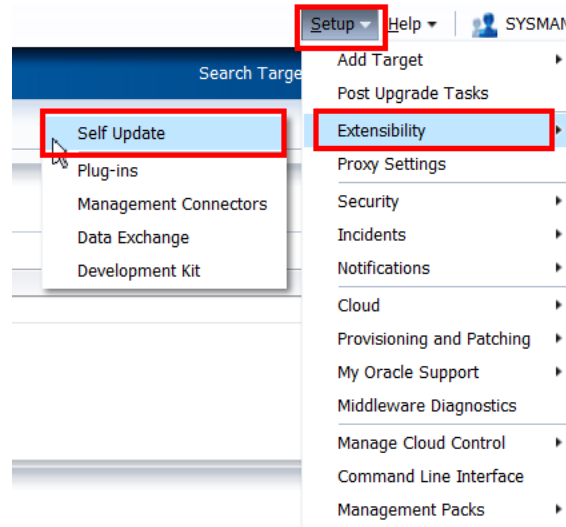 Setup Help SYSMAN
Search Targe
Add Target
Post Upgrade Tasks
Extensibility
Proxy Settings
Security
Incidents
Notifications
Cloud
Provisioning and Patching
My Oracle Support
Middleware Diagnostics
Manage Cloud Control
Command Line Interface
Management Packs
Self Update
Plug-ins
Management Connectors
Data Exchange
Development Kit